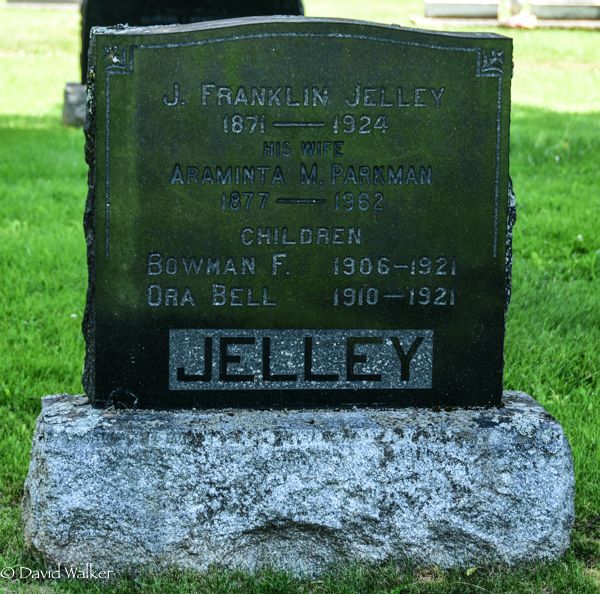 J. FRANKLIN JELLEY
1871 — 1924
HIS WIFE
ARAMINTA M. PARKMAN
1877 — 1962
CHILDREN
BOWMAN F. 1906-1921
ORA BELL 1910-1921
JELLEY
© David Walker